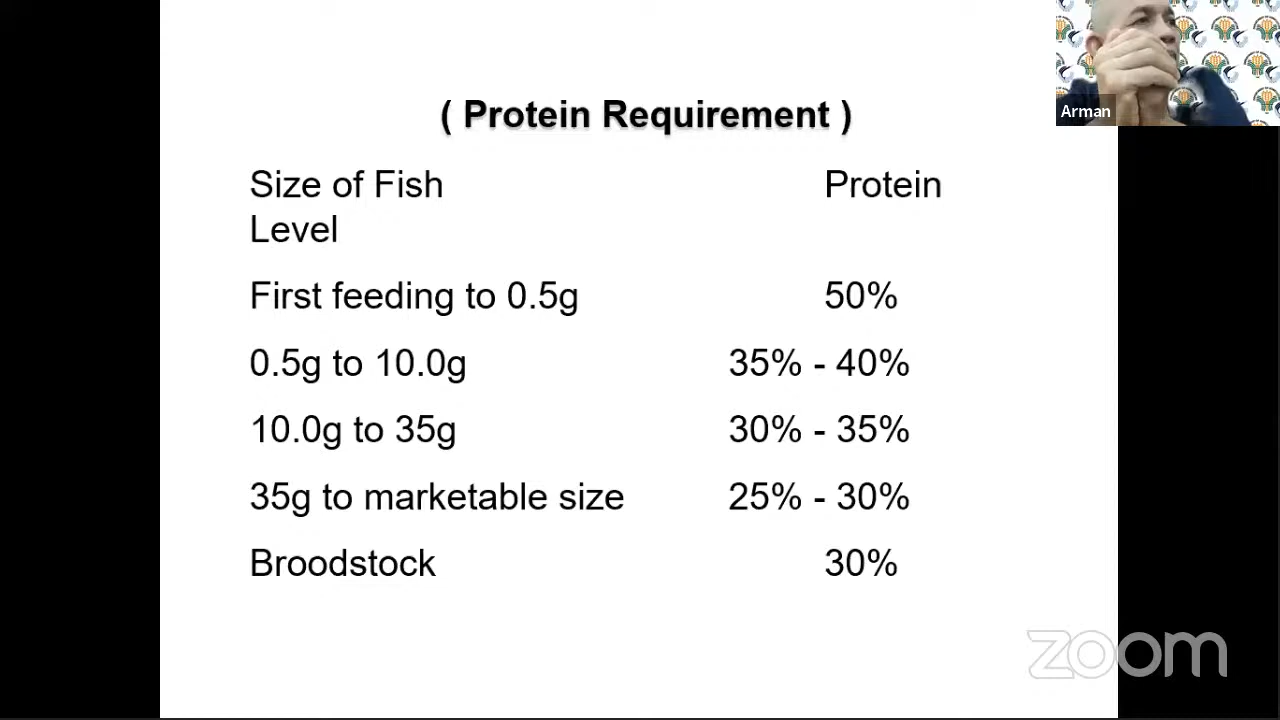 ( Protein Requirement )
Arman
Size of Fish Protein
Level
First feeding to 0.5g 50%
0.5g to 10.0g 35% - 40%
10.0g to 35g 30% - 35%
35g to marketable size 25% - 30%
Broodstock 30%
zoom